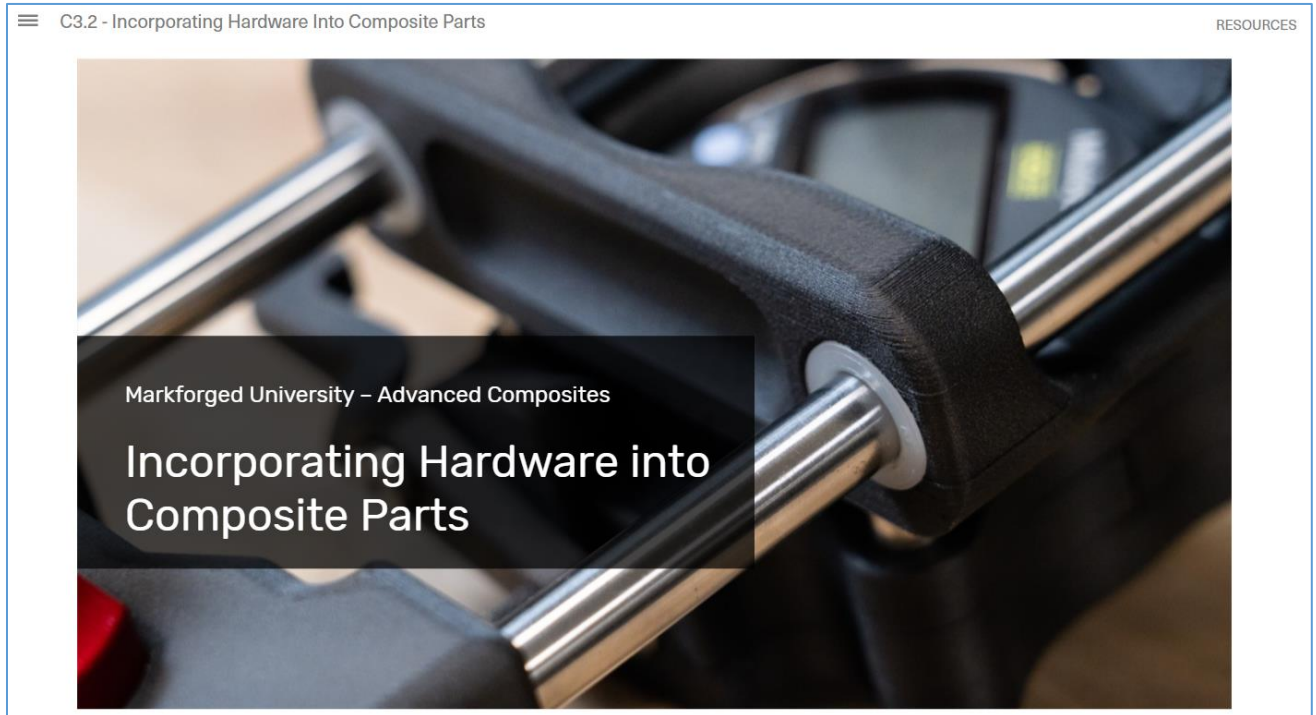 C3.2 - Incorporating Hardware Into Composite Parts
RESOURCES
Markforged University – Advanced Composites
Incorporating Hardware into
Composite Parts